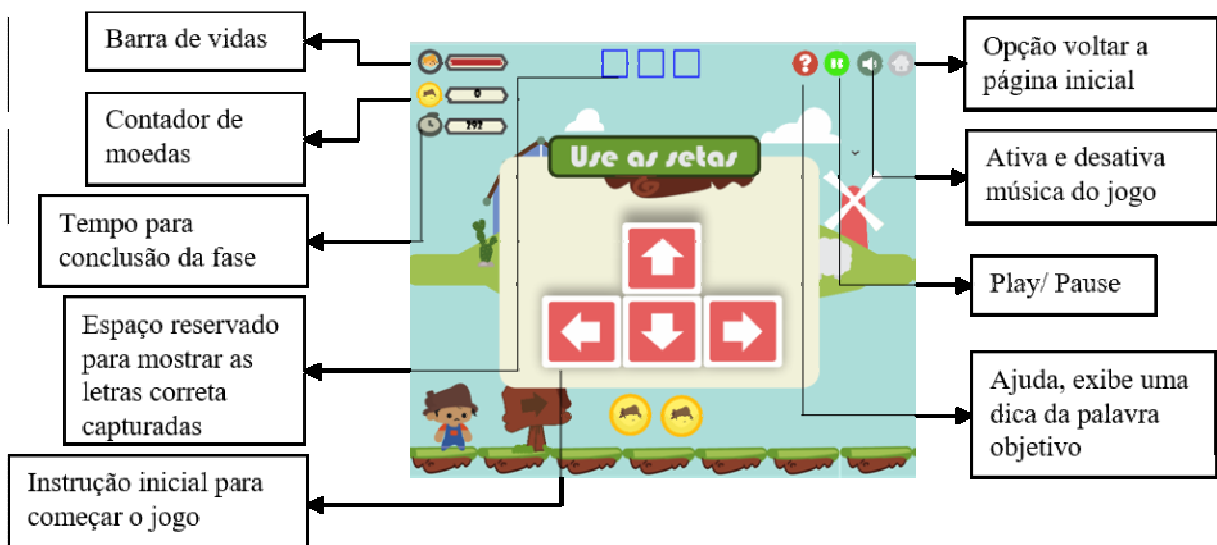 Barra de vidas
Contador de
moedas
Tempo para
conclusão da fase
Espaço reservado
para mostrar as
letras correta
capturadas
Instrução inicial para
começar o jogo
0
292
?
Use as setas
Opção voltar a
página inicial
Ativa e desativa
música do jogo
Play/ Pause
Ajuda, exibe uma
dica da palavra
objetivo